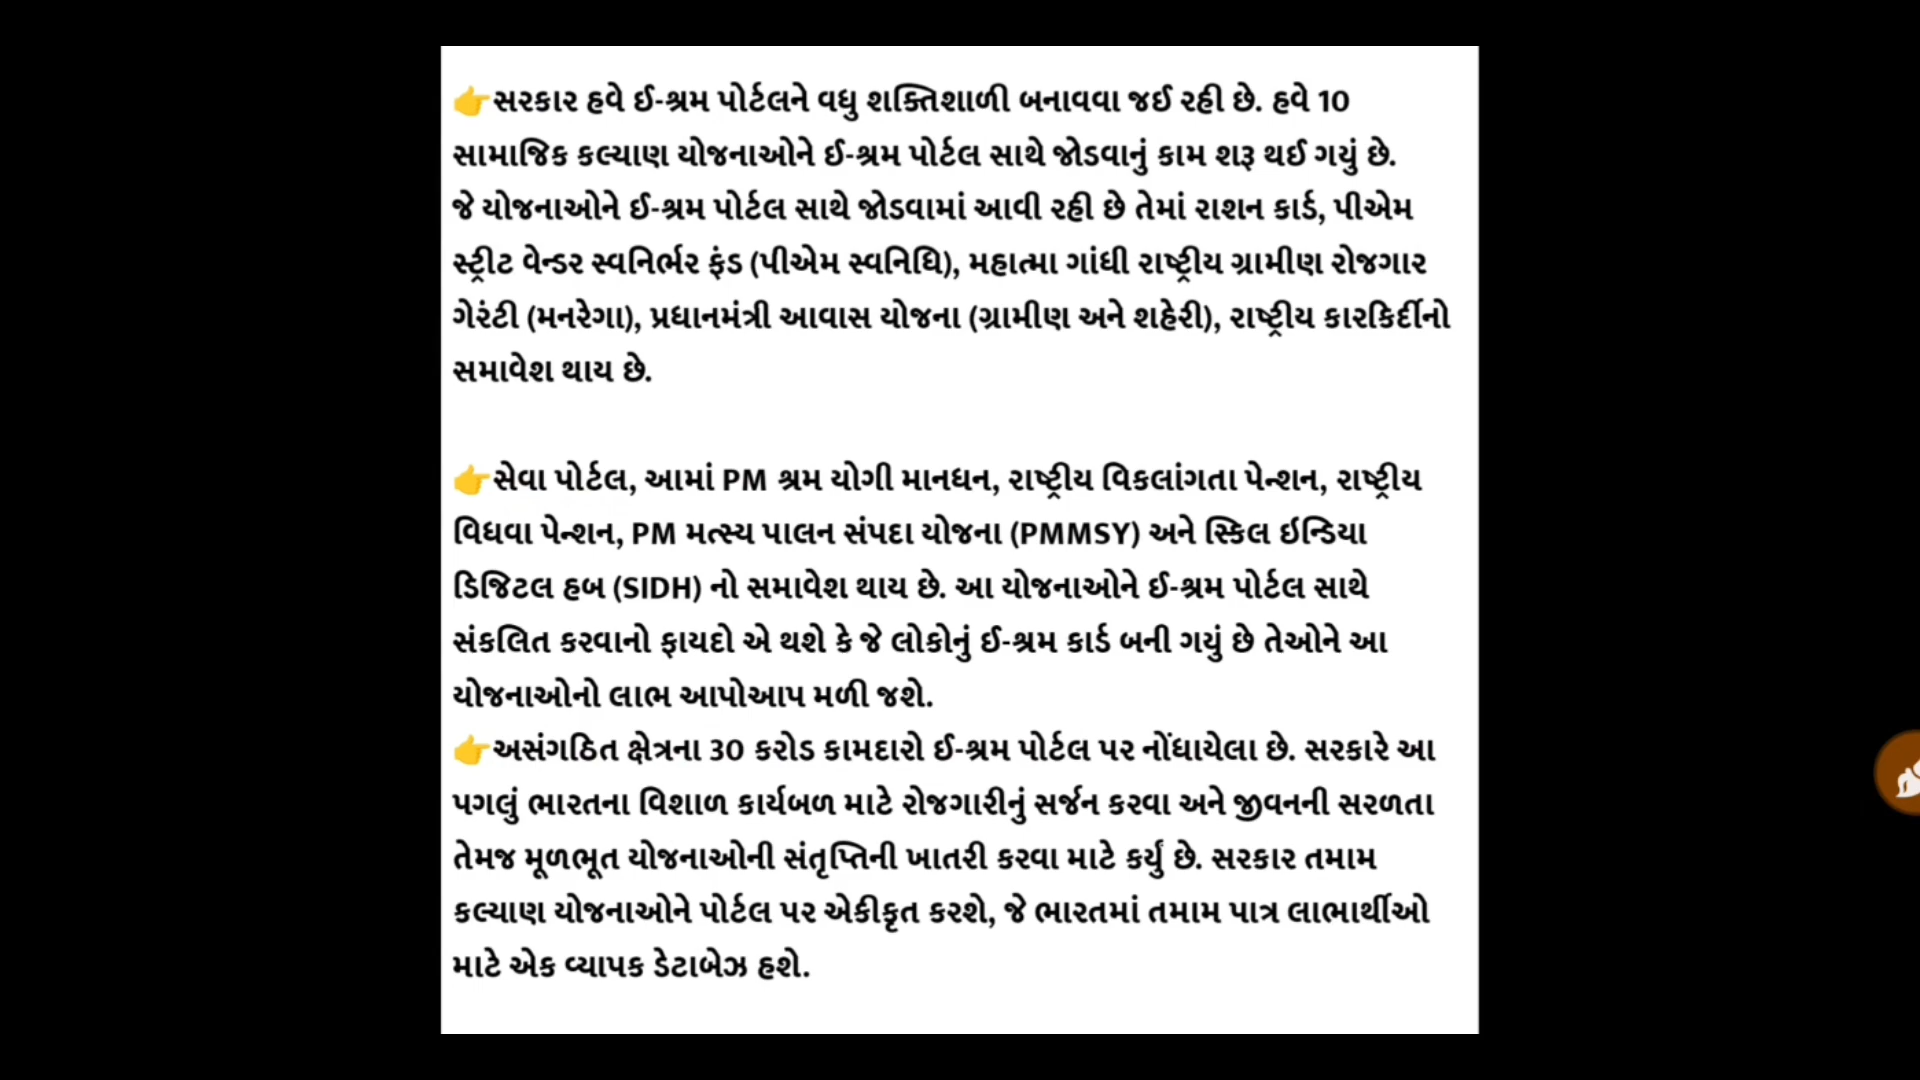 👉સરકાર હવે ઈ-શ્રમ પોર્ટલને વધુ શક્તિશાળી બનાવવા જઈ રહી છે. હવે 10
સામાજિક કલ્યાણ યોજનાઓને ઈ-શ્રમ પોર્ટલ સાથે જોડવાનું કામ શરૂ થઈ ગયું છે.
જે યોજનાઓને ઈ-શ્રમ પોર્ટલ સાથે જોડવામાં આવી રહી છે તેમાં રાશન કાર્ડ, પીએમ
સ્ટ્રીટ વેન્ડર સ્વનિર્ભર ફંડ (પીએમ સ્વનિધિ), મહાત્મા ગાંધી રાષ્ટ્રીય ગ્રામીણ રોજગાર
ગેરંટી (મનરેગા), પ્રધાનમંત્રી આવાસ યોજના (ગ્રામીણ અને શહેરી), રાષ્ટ્રીય કારકિર્દીનો
સમાવેશ થાય છે.
👉સેવા પોર્ટલ, આમાં PM શ્રમ યોગી માનધન, રાષ્ટ્રીય વિકલાંગતા પેન્શન, રાષ્ટ્રીય
વિધવા પેન્શન, PM મત્સ્ય પાલન સંપદા યોજના (PMMSY) અને સ્કિલ ઇન્ડિયા
ડિજિટલ હબ (SIDH) નો સમાવેશ થાય છે. આ યોજનાઓને ઈ-શ્રમ પોર્ટલ સાથે
સંકલિત કરવાનો ફાયદો એ થશે કે જે લોકોનું ઈ-શ્રમ કાર્ડ બની ગયું છે તેઓને આ
યોજનાઓનો લાભ આપોઆપ મળી જશે.
👉અસંગઠિત ક્ષેત્રના 30 કરોડ કામદારો ઈ-શ્રમ પોર્ટલ પર નોંધાયેલા છે. સરકારે આ
પગલું ભારતના વિશાળ કાર્યબળ માટે રોજગારીનું સર્જન કરવા અને જીવનની સરળતા
તેમજ મૂળભૂત યોજનાઓની સંતૃપ્તિની ખાતરી કરવા માટે કર્યું છે. સરકાર તમામ
કલ્યાણ યોજનાઓને પોર્ટલ પર એકીકૃત કરશે, જે ભારતમાં તમામ પાત્ર લાભાર્થીઓ
માટે એક વ્યાપક ડેટાબેઝ હશે.